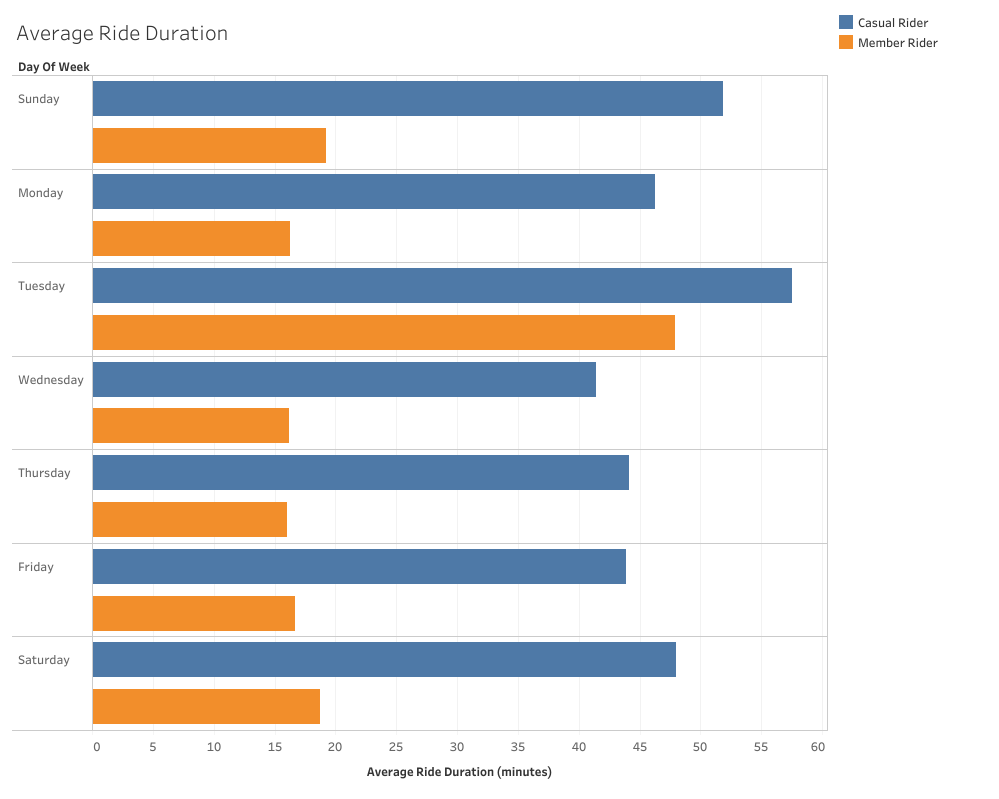 Average Ride Duration
Casual Rider
Member Rider
Day Of Week
Sunday
Monday
Tuesday
Wednesday
Thursday
Friday
Saturday
0 5 10 15 20 25 30 35 40 45 50 55 60
Average Ride Duration (minutes)